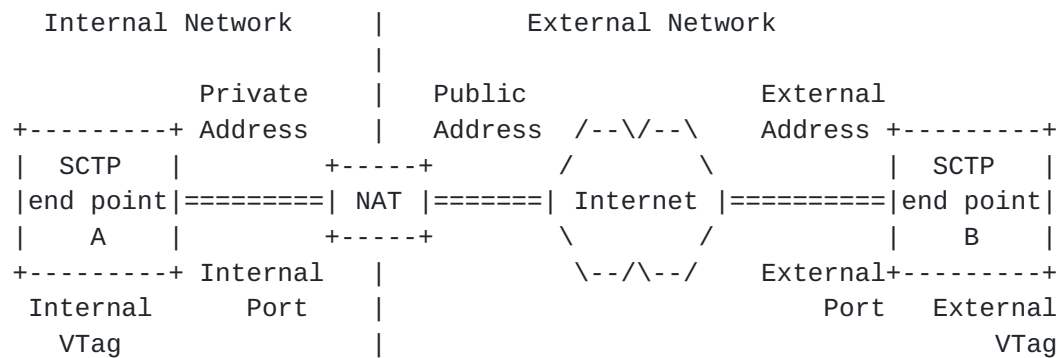 Internal Network | External Network
|
Private | Public External
+---------+ Address | Address /--\/--\ Address +---------+
| SCTP | +-----+ / \ | SCTP |
|end point|=========| NAT |=======| Internet |==========|end point|
| A | +-----+ \ / | B |
+---------+ Internal | \--/\--/ External+---------+
Internal Port | Port External
VTag | VTag